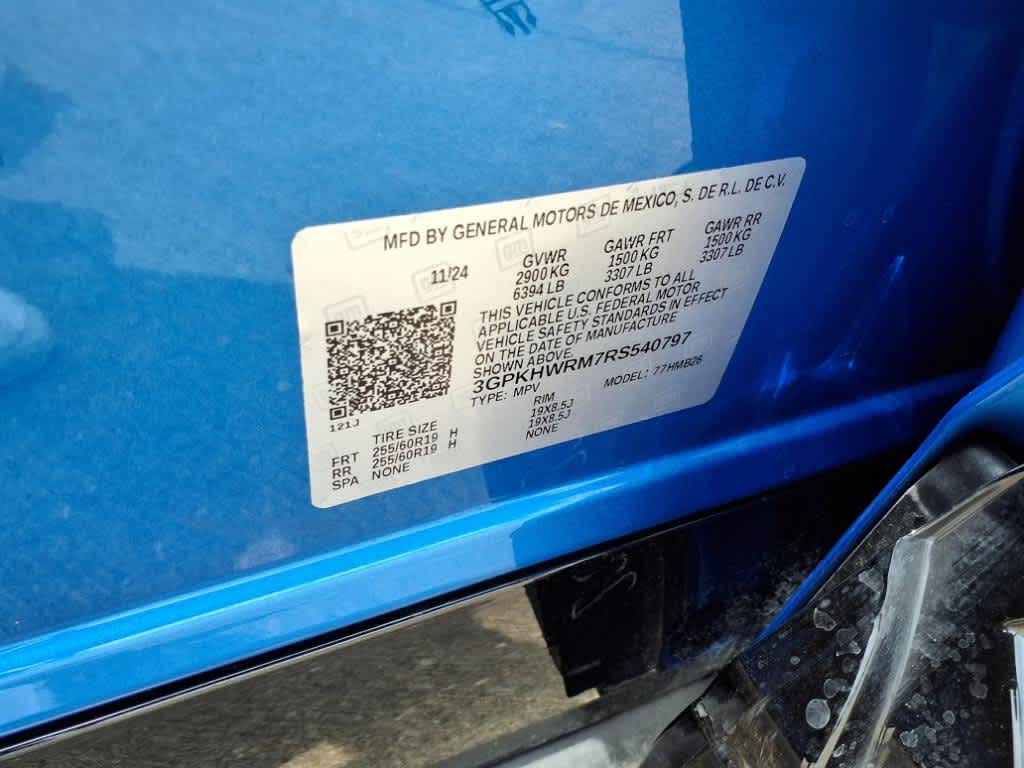 MFD BY GENERAL MOTORS DE MEXICO, S. DE R.L. DE C.V.
11/24 GVWR GAWR FRT GAWR RR
2900 KG 1500 KG 1500 KG
6394 LB 3307 LB 3307 LB
THIS VEHICLE CONFORMS TO ALL
APPLICABLE U.S. FEDERAL MOTOR
VEHICLE SAFETY STANDARDS IN EFFECT
ON THE DATE OF MANUFACTURE
SHOWN ABOVE.
3GPKHWRM7RS540797
TYPE: MPV MODEL: 77HMB26
121J
TIRE SIZE RIM
FRT 255/60R19 H 19X8.5J
RR 255/60R19 H 19X8.5J
SPA NONE NONE
gm